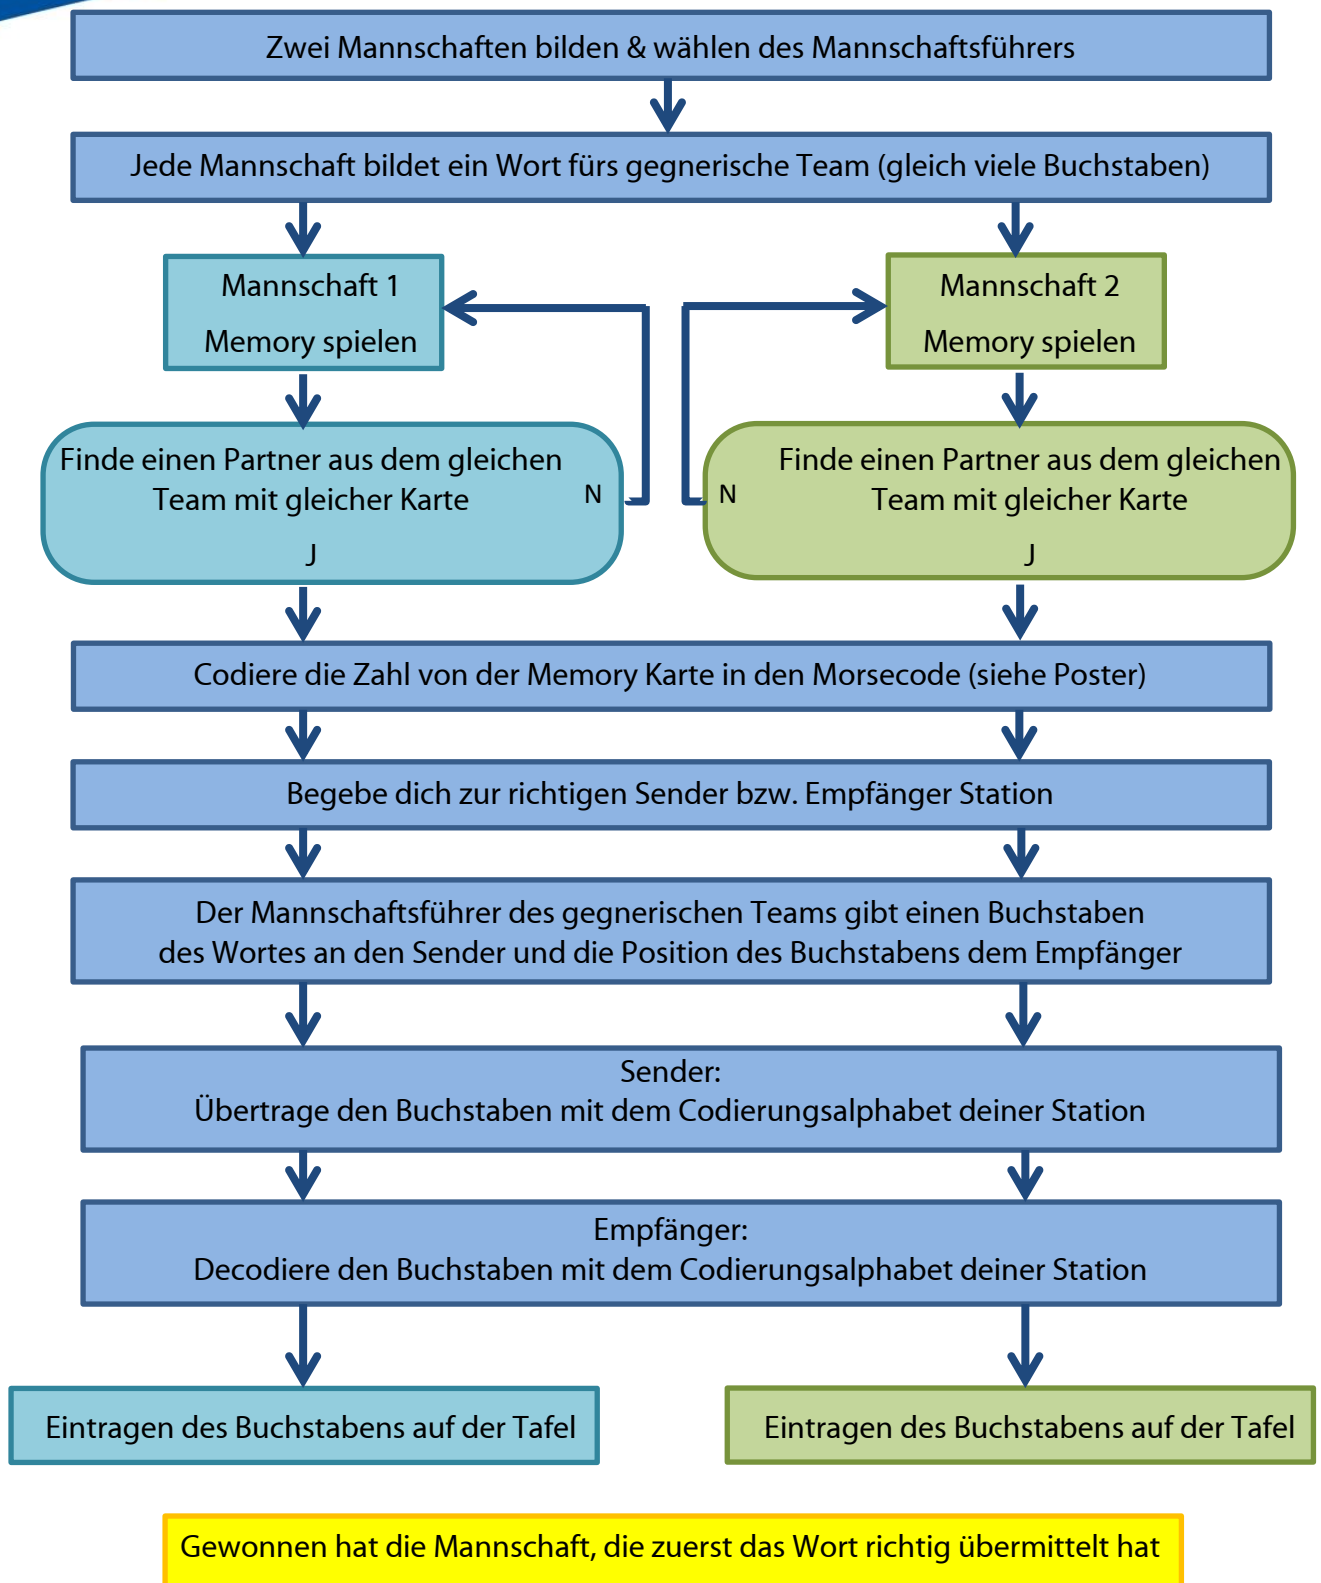 Zwei Mannschaften bilden & wählen des Mannschaftsführers
Jede Mannschaft bildet ein Wort fürs gegnerische Team (gleich viele Buchstaben)
Mannschaft 1
Memory spielen
Mannschaft 2
Memory spielen
Finde einen Partner aus dem gleichen
Team mit gleicher Karte
N
J
Finde einen Partner aus dem gleichen
N
Team mit gleicher Karte
J
Codiere die Zahl von der Memory Karte in den Morsecode (siehe Poster)
Begebe dich zur richtigen Sender bzw. Empfänger Station
Der Mannschaftsführer des gegnerischen Teams gibt einen Buchstaben
des Wortes an den Sender und die Position des Buchstabens dem Empfänger
Sender:
Übertrage den Buchstaben mit dem Codierungsalphabet deiner Station
Empfänger:
Decodiere den Buchstaben mit dem Codierungsalphabet deiner Station
Eintragen des Buchstabens auf der Tafel
Eintragen des Buchstabens auf der Tafel
Gewonnen hat die Mannschaft, die zuerst das Wort richtig übermittelt hat